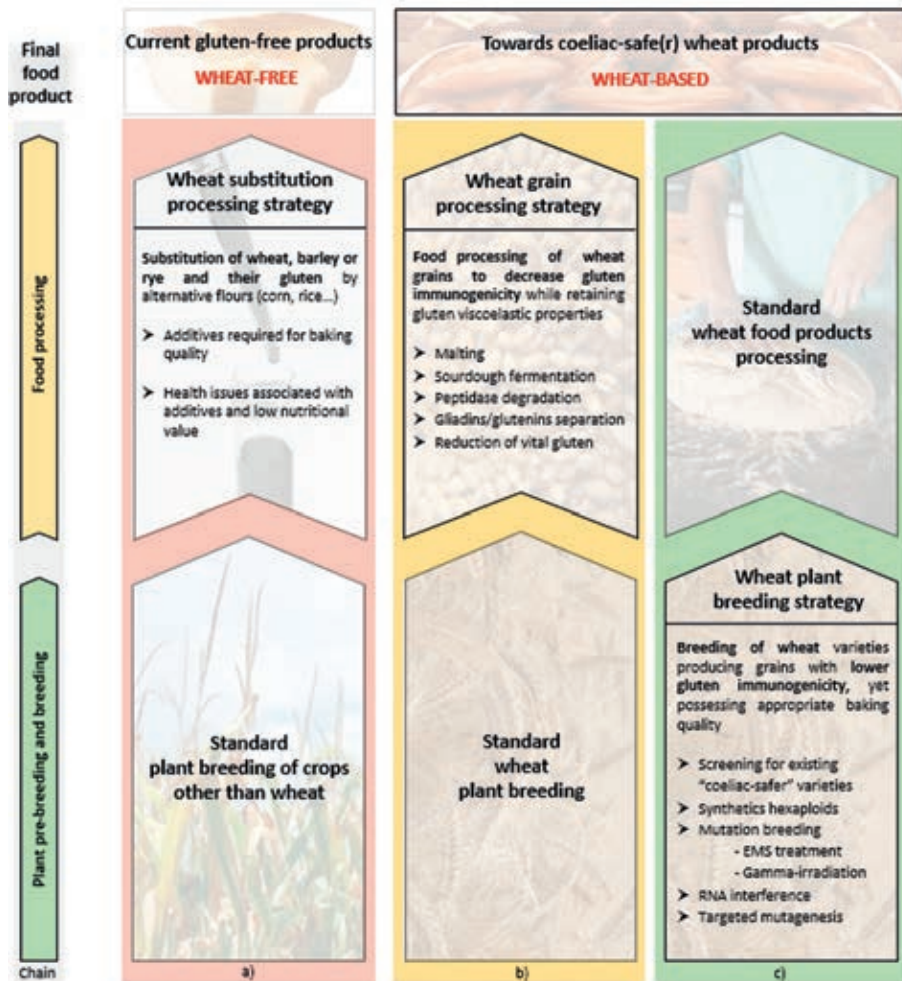 Final
food
product
Current gluten-free products
WHEAT-FREE
Towards coeliac-safe(r) wheat products
WHEAT-BASED
Food processing
Wheat substitution
processing strategy
Substitution of wheat, barley or
rye and their gluten by
alternative flours (corn, rice...)
➤ Additives required for baking
quality
➤ Health issues associated with
additives and low nutritional
value
Wheat grain
processing strategy
Food processing of wheat
grains to decrease gluten
immunogenicity while retaining
gluten viscoelastic properties
➤ Malting
➤ Sourdough fermentation
➤ Peptidase degradation
➤ Gliadins/glutenins separation
➤ Reduction of vital gluten
Standard
wheat food products
processing
Plant pre-breeding and breeding
Standard
plant breeding of crops
other than wheat
Standard
wheat
plant breeding
Wheat plant
breeding strategy
Breeding of wheat varieties
producing grains with lower
gluten immunogenicity, yet
possessing appropriate baking
quality
➤ Screening for existing
"coeliac-safer" varieties
➤ Synthetics hexaploids
➤ Mutation breeding
- EMS treatment
- Gamma-irradiation
➤ RNA interference
➤ Targeted mutagenesis
Chain
a)
b)
c)